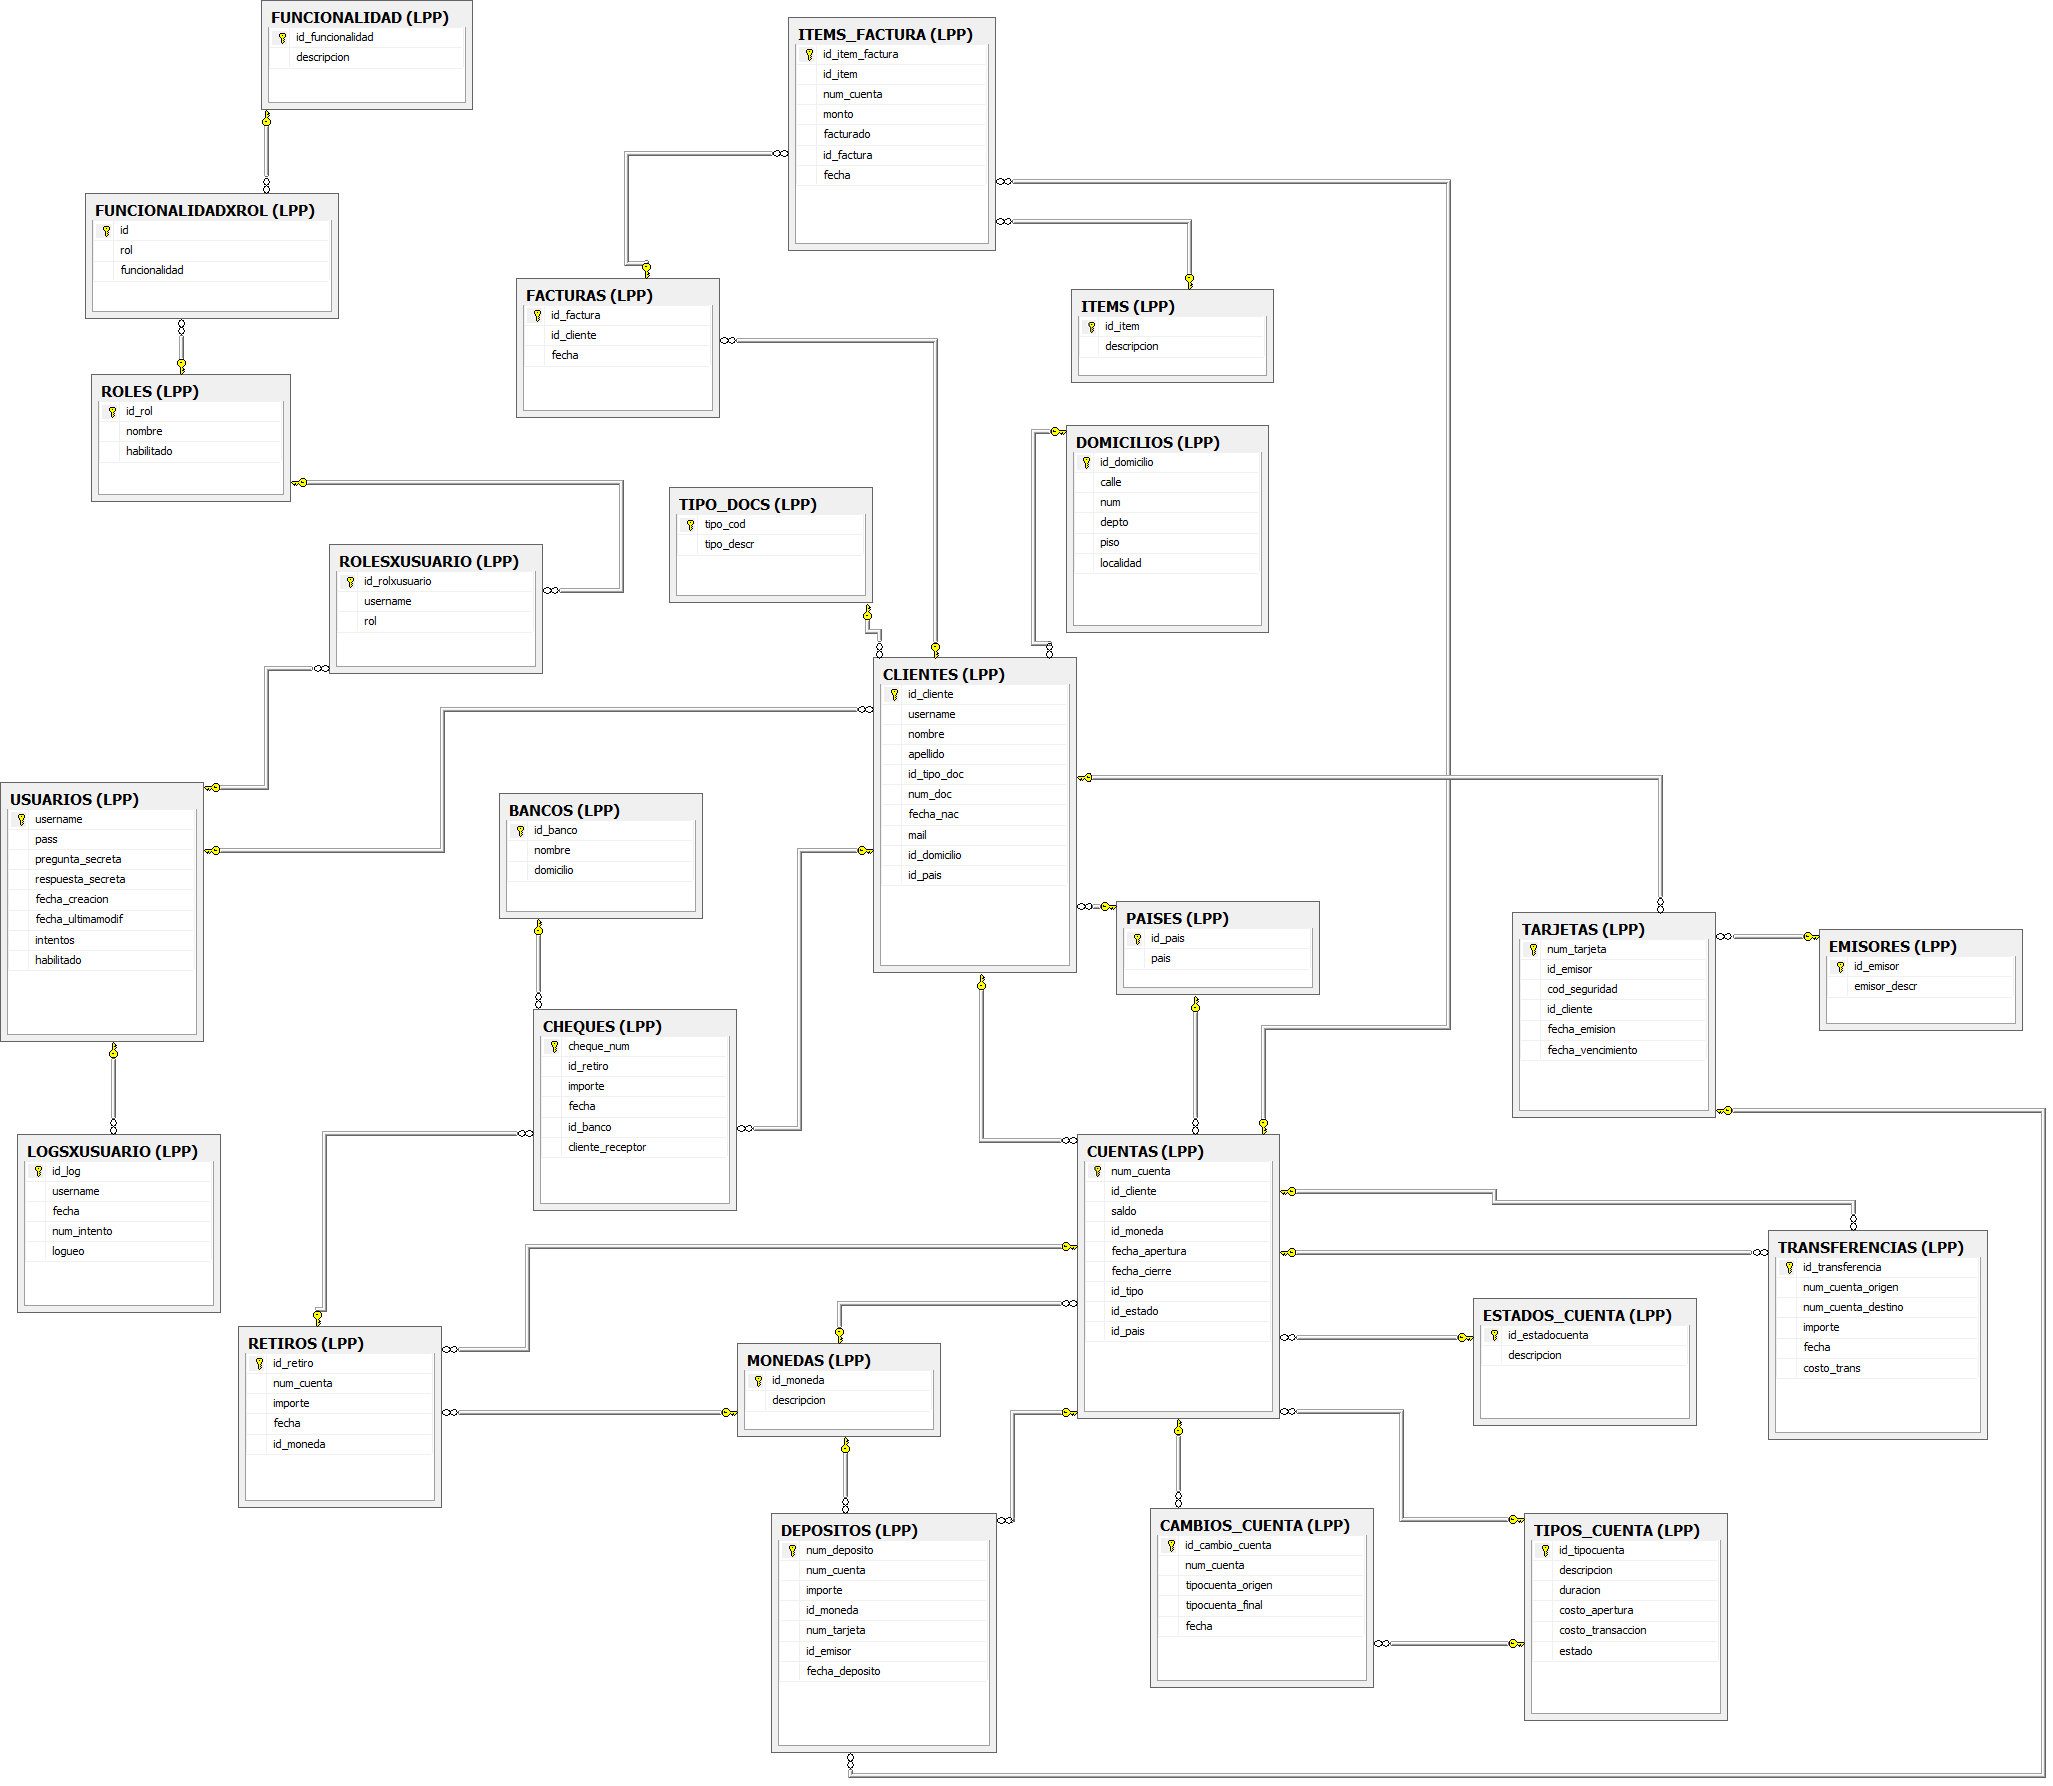 FUNCIONALIDAD (LPP)
id_funcionalidad
descripcion
ITEMS_FACTURA (LPP)
id_item_factura
id_item
num_cuenta
monto
facturado
id_factura
fecha
FUNCIONALIDADXROL (LPP)
id
rol
funcionalidad
FACTURAS (LPP)
id_factura
id_cliente
fecha
ITEMS (LPP)
id_item
descripcion
ROLES (LPP)
id_rol
nombre
habilitado
DOMICILIOS (LPP)
id_domicilio
calle
num
depto
piso
localidad
TIPO_DOCS (LPP)
tipo_cod
tipo_descr
ROLESXUSUARIO (LPP)
id_rolxusuario
username
rol
CLIENTES (LPP)
id_cliente
username
nombre
apellido
id_tipo_doc
num_doc
fecha_nac
mail
id_domicilio
id_pais
USUARIOS (LPP)
username
pass
pregunta_secreta
respuesta_secreta
fecha_creacion
fecha_ultimamodif
intentos
habilitado
BANCOS (LPP)
id_banco
nombre
domicilio
PAISES (LPP)
id_pais
pais
TARJETAS (LPP)
num_tarjeta
id_emisor
cod_seguridad
id_cliente
fecha_emision
fecha_vencimiento
EMISORES (LPP)
id_emisor
emisor_descr
CHEQUES (LPP)
cheque_num
id_retiro
importe
fecha
id_banco
cliente_receptor
LOGSXUSUARIO (LPP)
id_log
username
fecha
num_intento
logueo
CUENTAS (LPP)
num_cuenta
id_cliente
saldo
id_moneda
fecha_apertura
fecha_cierre
id_tipo
id_estado
id_pais
TRANSFERENCIAS (LPP)
id_transferencia
num_cuenta_origen
num_cuenta_destino
importe
fecha
costo_trans
ESTADOS_CUENTA (LPP)
id_estadocuenta
descripcion
RETIROS (LPP)
id_retiro
num_cuenta
importe
fecha
id_moneda
MONEDAS (LPP)
id_moneda
descripcion
DEPOSITOS (LPP)
num_deposito
num_cuenta
importe
id_moneda
num_tarjeta
id_emisor
fecha_deposito
CAMBIOS_CUENTA (LPP)
id_cambio_cuenta
num_cuenta
tipocuenta_origen
tipocuenta_final
fecha
TIPOS_CUENTA (LPP)
id_tipocuenta
descripcion
duracion
costo_apertura
costo_transaccion
estado